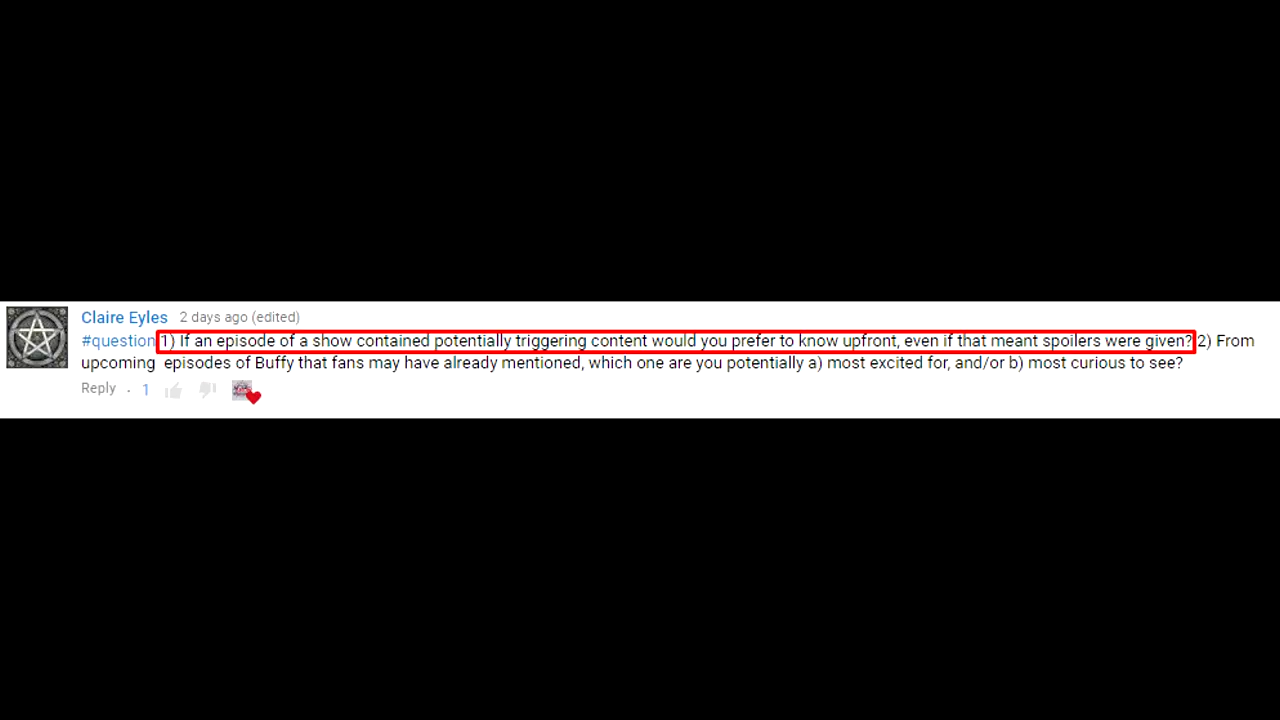 Claire Eyles 2 days ago (edited)
#question 1) If an episode of a show contained potentially triggering content would you prefer to know upfront, even if that meant spoilers were given? 2) From
upcoming  episodes of Buffy that fans may have already mentioned, which one are you potentially a) most excited for, and/or b) most curious to see?
Reply · 1